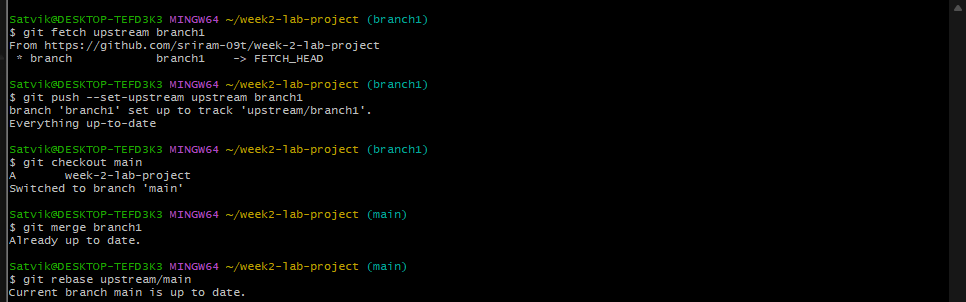 Satvik@DESKTOP-TEFD3K3 MINGW64 ~/week2-lab-project (branch1)
$ git fetch upstream branch1
From https://github.com/sriram-09t/week-2-lab-project
 * branch            branch1    -> FETCH_HEAD
Satvik@DESKTOP-TEFD3K3 MINGW64 ~/week2-lab-project (branch1)
$ git push --set-upstream upstream branch1
branch 'branch1' set up to track 'upstream/branch1'.
Everything up-to-date
Satvik@DESKTOP-TEFD3K3 MINGW64 ~/week2-lab-project (branch1)
$ git checkout main
A       week-2-lab-project
Switched to branch 'main'
Satvik@DESKTOP-TEFD3K3 MINGW64 ~/week2-lab-project (main)
$ git merge branch1
Already up to date.
Satvik@DESKTOP-TEFD3K3 MINGW64 ~/week2-lab-project (main)
$ git rebase upstream/main
Current branch main is up to date.